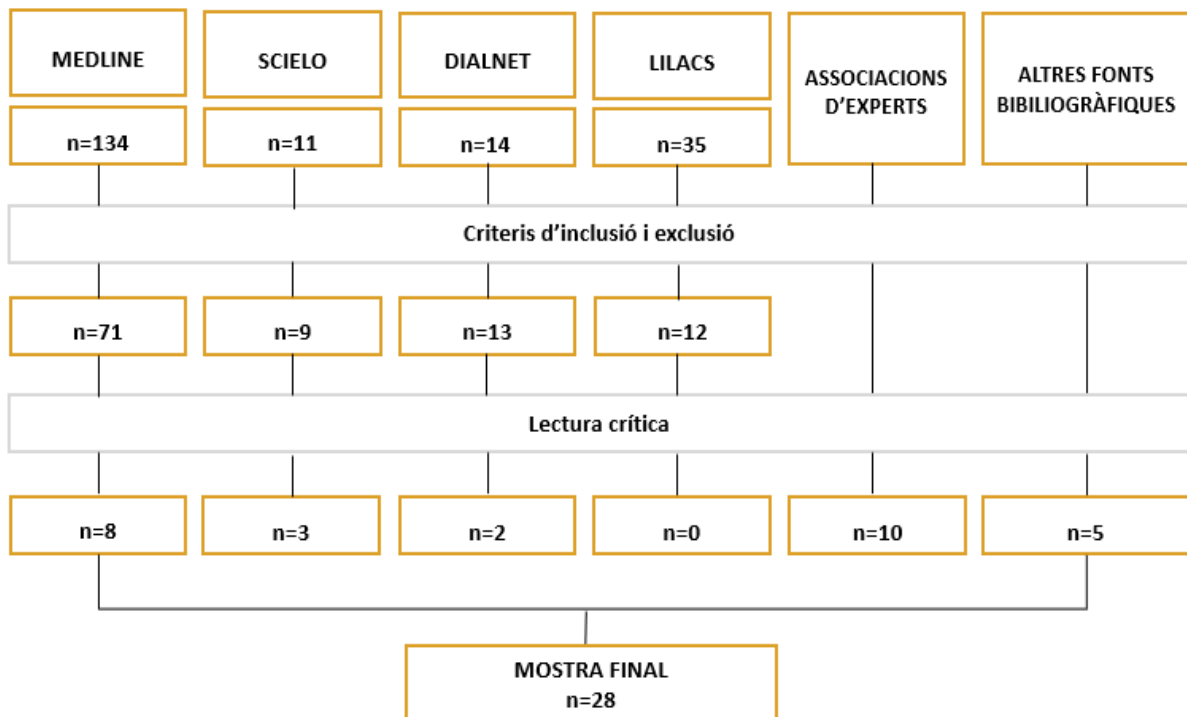 MEDLINE
SCIELO
DIALNET
LILACS
ASSOCIACIONS
D’EXPERTS
ALTRES FONTS
BIBILIOGRÀFIQUES
n=134
n=11
n=14
n=35
Criteris d’inclusió i exclusió
n=71
n=9
n=13
n=12
Lectura crítica
n=8
n=3
n=2
n=0
n=10
n=5
MOSTRA FINAL
n=28